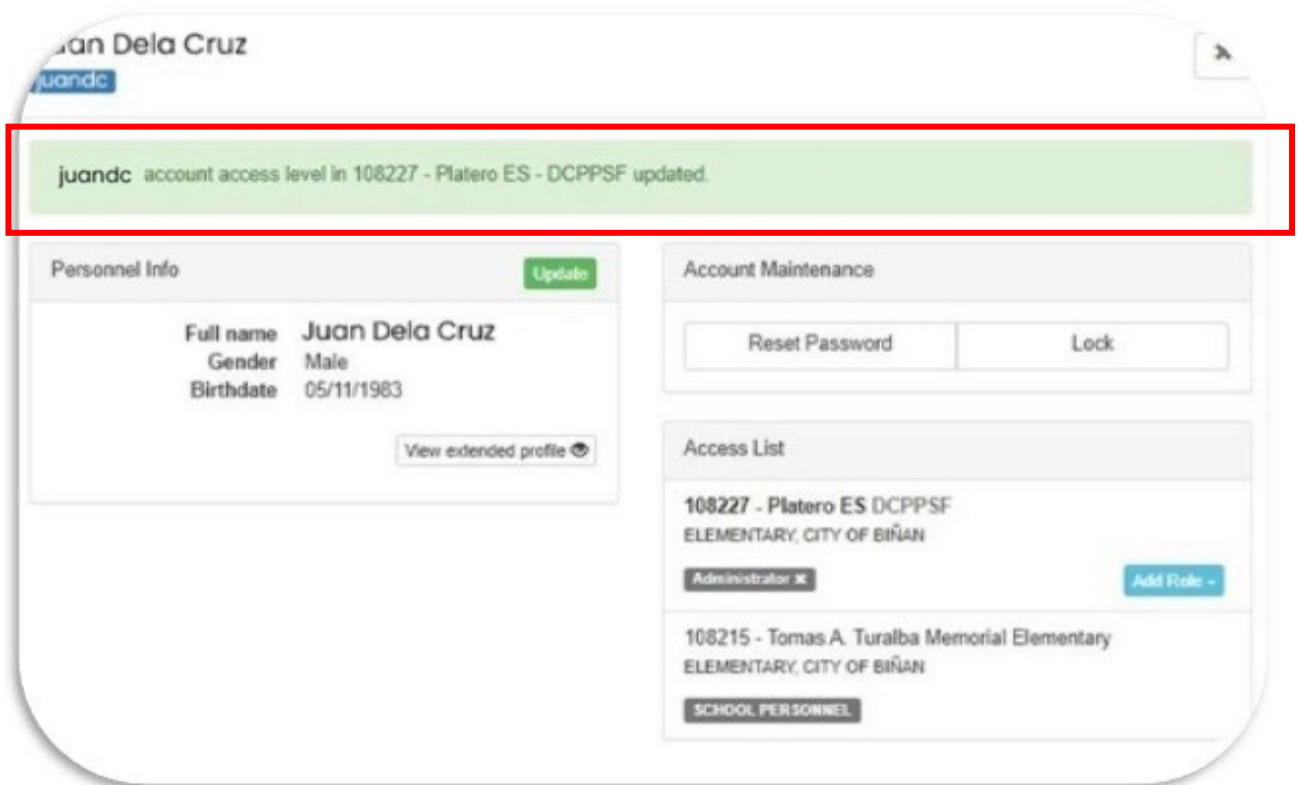 Juan Dela Cruz
juandc
juandc account access level in 108227 - Platero ES - DCPPSF updated.
Personnel Info
Update
Full name Juan Dela Cruz
Gender Male
Birthdate 05/11/1983
View extended profile
Account Maintenance
Reset Password
Lock
Access List
108227 - Platero ES DCPPSF
ELEMENTARY, CITY OF BIÑAN
Administrator ✖
Add Role
108215 - Tomas A. Turalba Memorial Elementary
ELEMENTARY, CITY OF BIÑAN
SCHOOL PERSONNEL